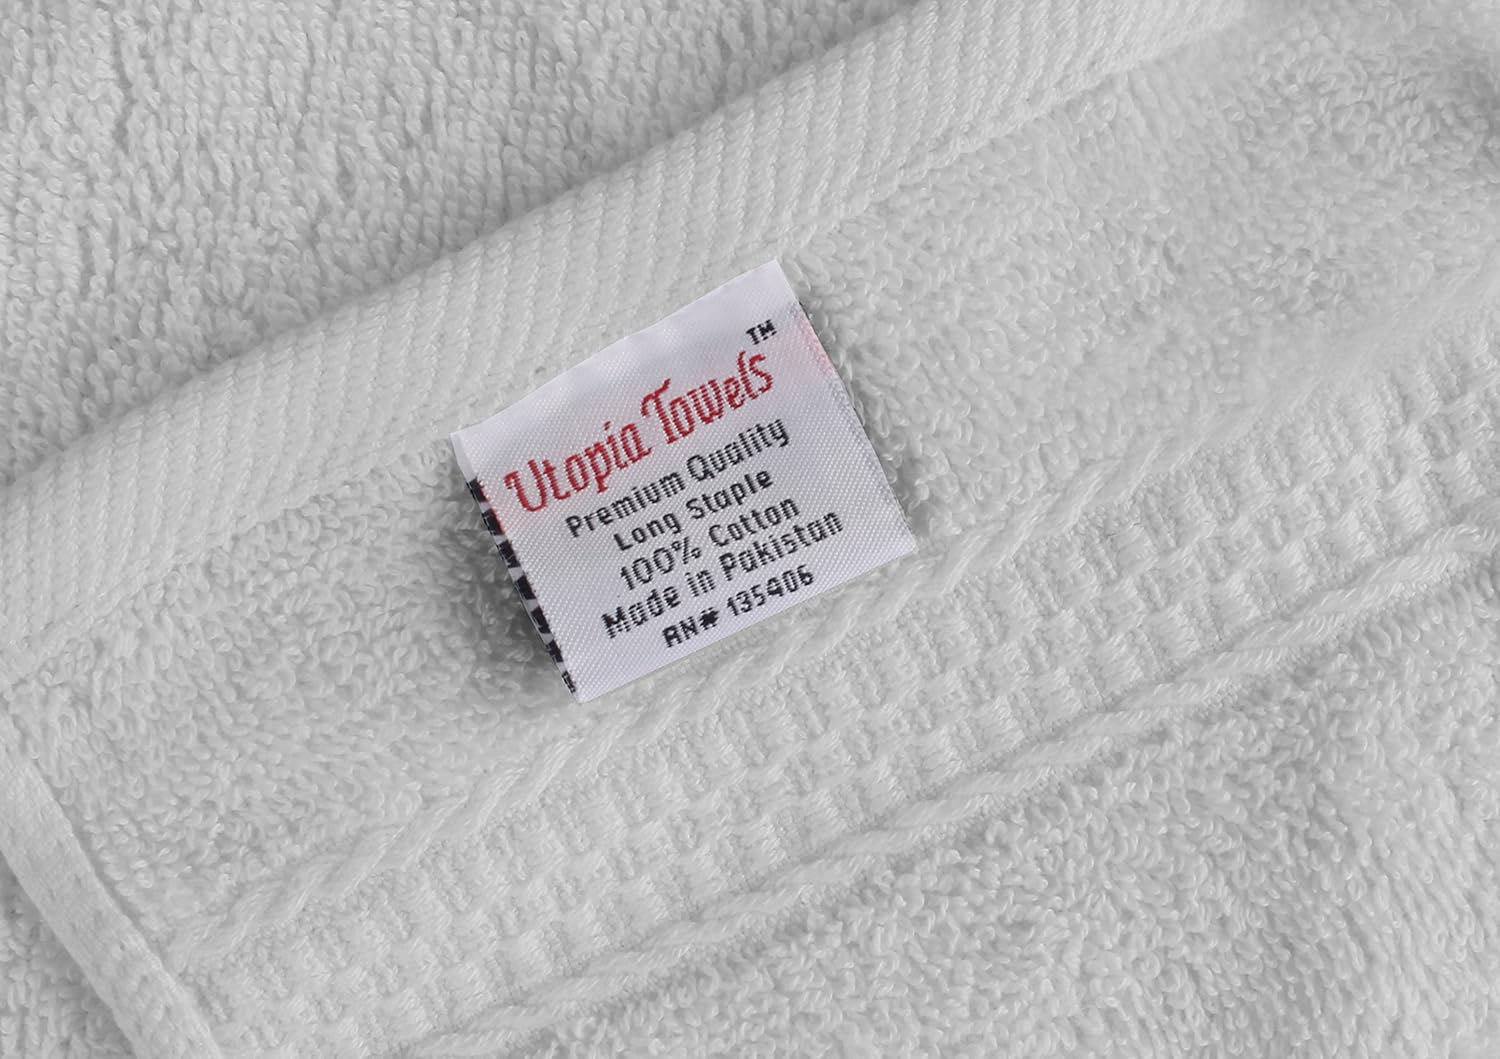 Utopia Towels™
Premium Quality
Long Staple
100% Cotton
Made in Pakistan
RN# 135906